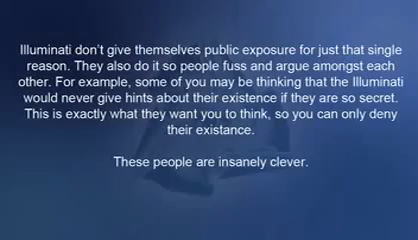 Illuminati don't give themselves public exposure for just that single
reason. They also do it so people fuss and argue amongst each
other. For example, some of you may be thinking that the Illuminati
would never give hints about their existence if they are so secret.
This is exactly what they want you to think, so you can only deny
their existance.
These people are insanely clever.